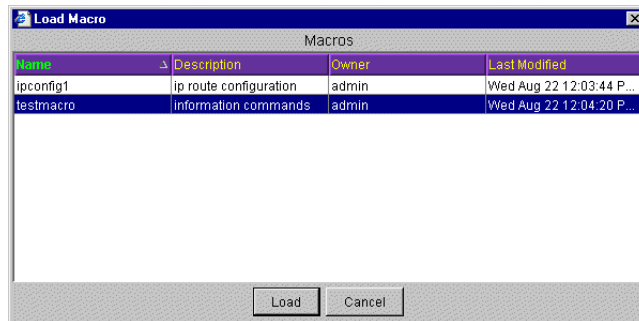 Load Macro
Macros
Name Description Owner Last Modified
ipconfig1 ip route configuration admin Wed Aug 22 12:03:44 P...
testmacro information commands admin Wed Aug 22 12:04:20 P...
Load Cancel